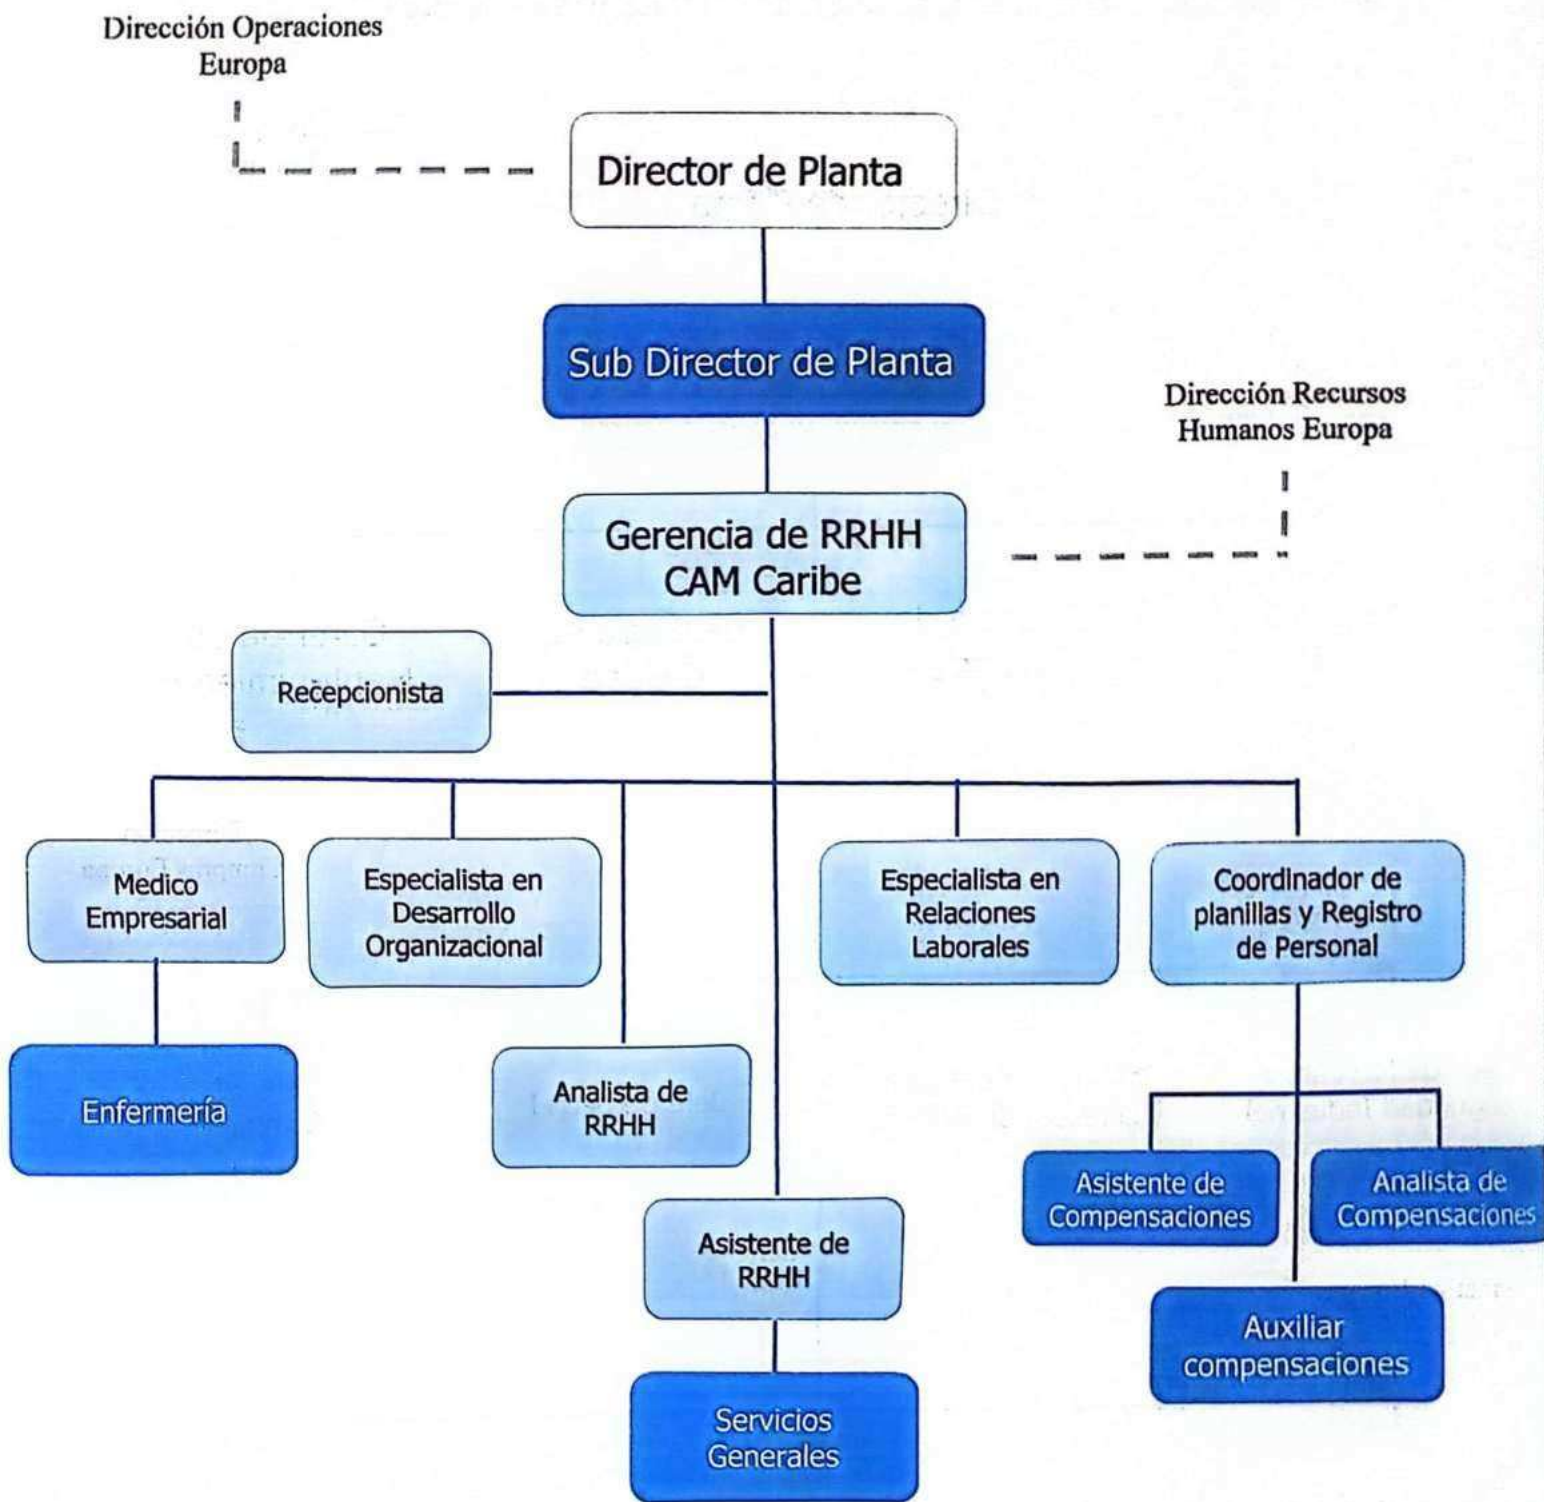 Dirección Operaciones
Europa
Director de Planta
Sub Director de Planta
Dirección Recursos
Humanos Europa
Gerencia de RRHH
CAM Caribe
Recepcionista
Medico
Empresarial
Especialista en
Desarrollo
Organizacional
Especialista en
Relaciones
Laborales
Coordinador de
planillas y Registro
de Personal
Enfermería
Analista de
RRHH
Asistente de
Compensaciones
Analista de
Compensaciones
Asistente de
RRHH
Auxiliar
compensaciones
Servicios
Generales